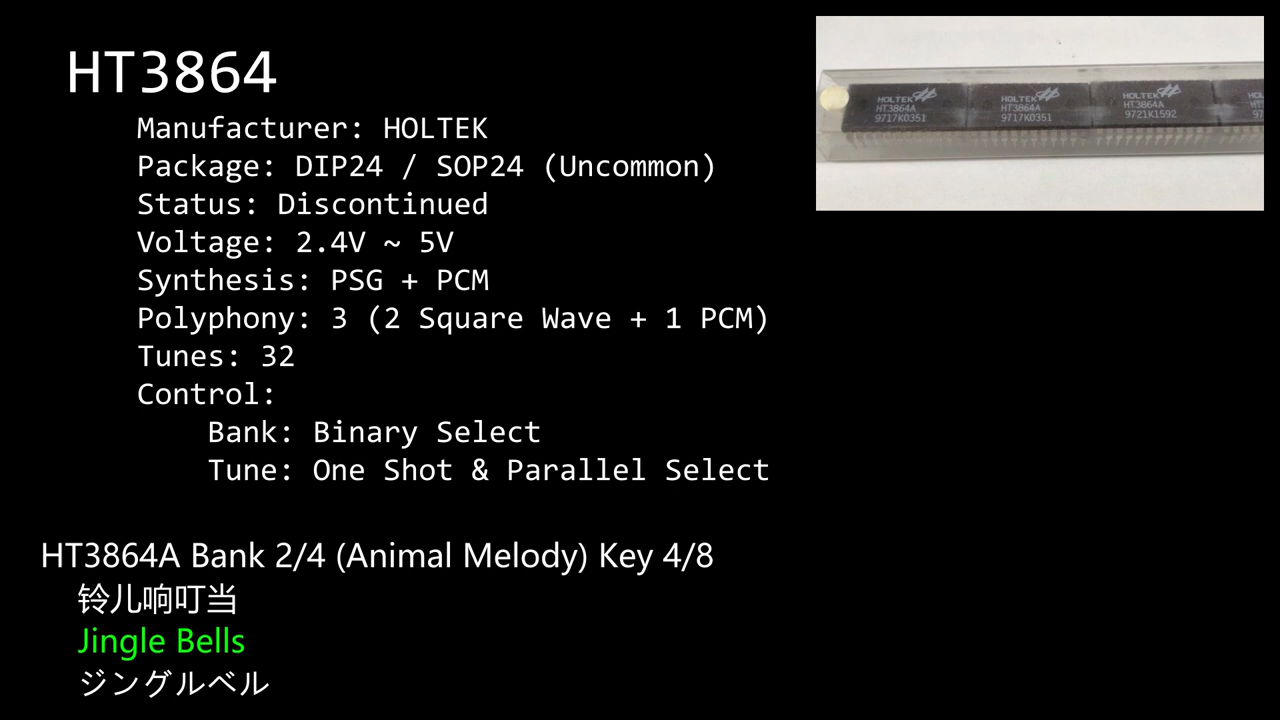 HT3864
Manufacturer: HOLTEK
Package: DIP24 / SOP24 (Uncommon)
Status: Discontinued
Voltage: 2.4V ~ 5V
Synthesis: PSG + PCM
Polyphony: 3 (2 Square Wave + 1 PCM)
Tunes: 32
Control:
Bank: Binary Select
Tune: One Shot & Parallel Select
HOLTEK
HT3864A
9717K0351
HOLTEK
HT3864A
9717K0351
HOLTEK
HT3864A
9721K1592
HT3864A Bank 2/4 (Animal Melody) Key 4/8
铃儿响叮当
Jingle Bells
ジングルベル